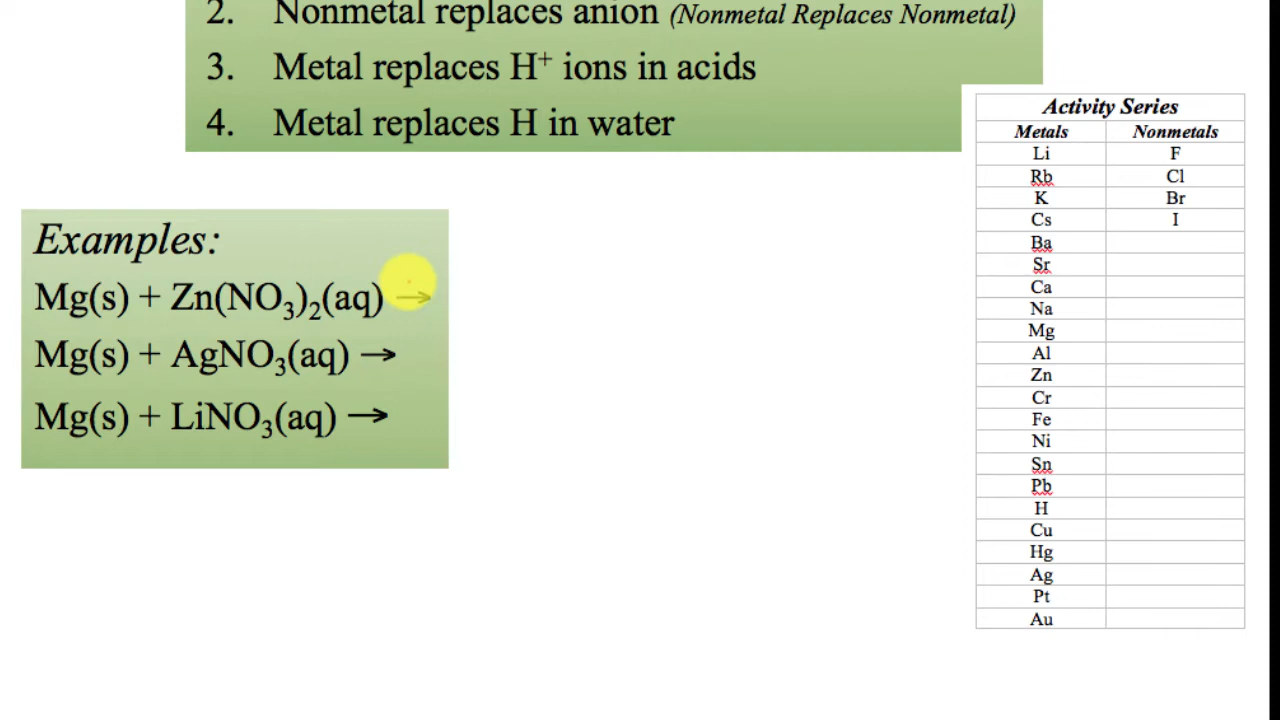 2. Nonmetal replaces anion (Nonmetal Replaces Nonmetal)
3. Metal replaces H⁺ ions in acids
4. Metal replaces H in water
Examples:
Mg(s) + Zn(NO₃)₂(aq) →
Mg(s) + AgNO₃(aq) →
Mg(s) + LiNO₃(aq) →
Activity Series
Metals Nonmetals
Li F
Rb Cl
K Br
Cs I
Ba
Sr
Ca
Na
Mg
Al
Zn
Cr
Fe
Ni
Sn
Pb
H
Cu
Hg
Ag
Pt
Au